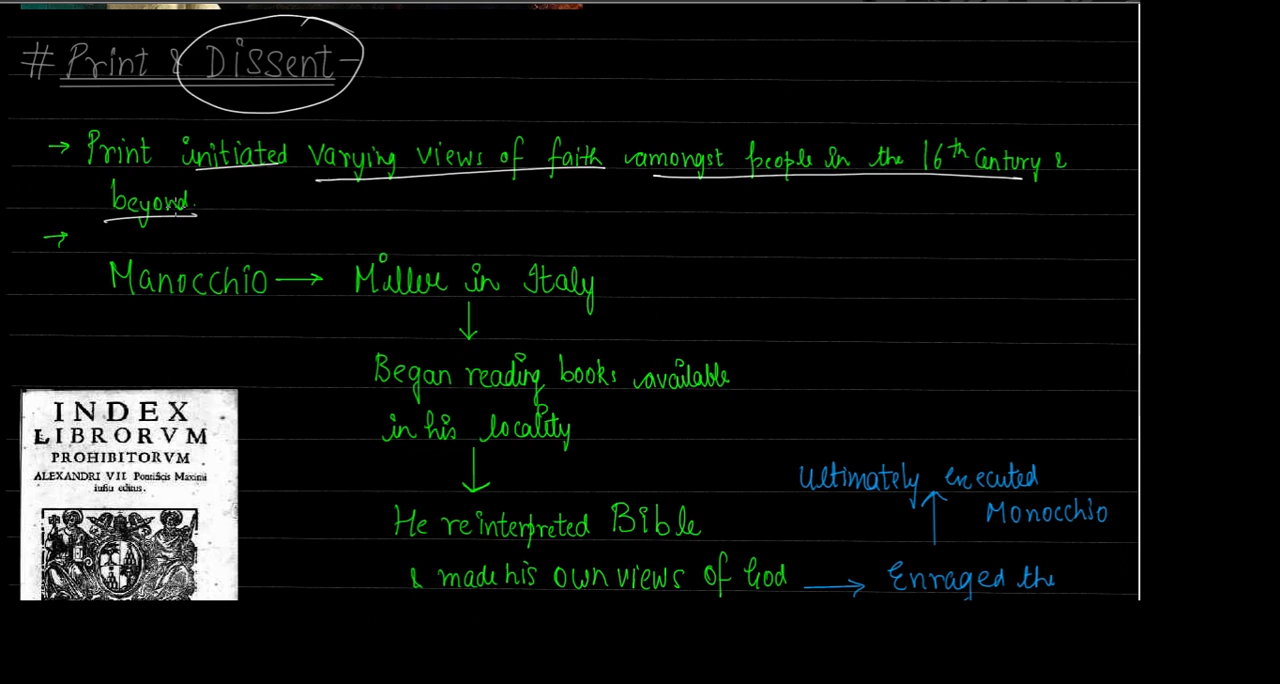 # Print & Dissent -
→ Print initiated varying views of faith amongst people in the 16th Century &
beyond.
→
Manocchio → Miller in Italy
↓
Began reading books available
in his locality
↓
He reinterpreted Bible
& made his own views of God → Enraged the
↑
Ultimately executed
Monocchio
INDEX
LIBRORVM
PROHIBITORVM
ALEXANDRI VII Pontificis Maximi
iussu editus.